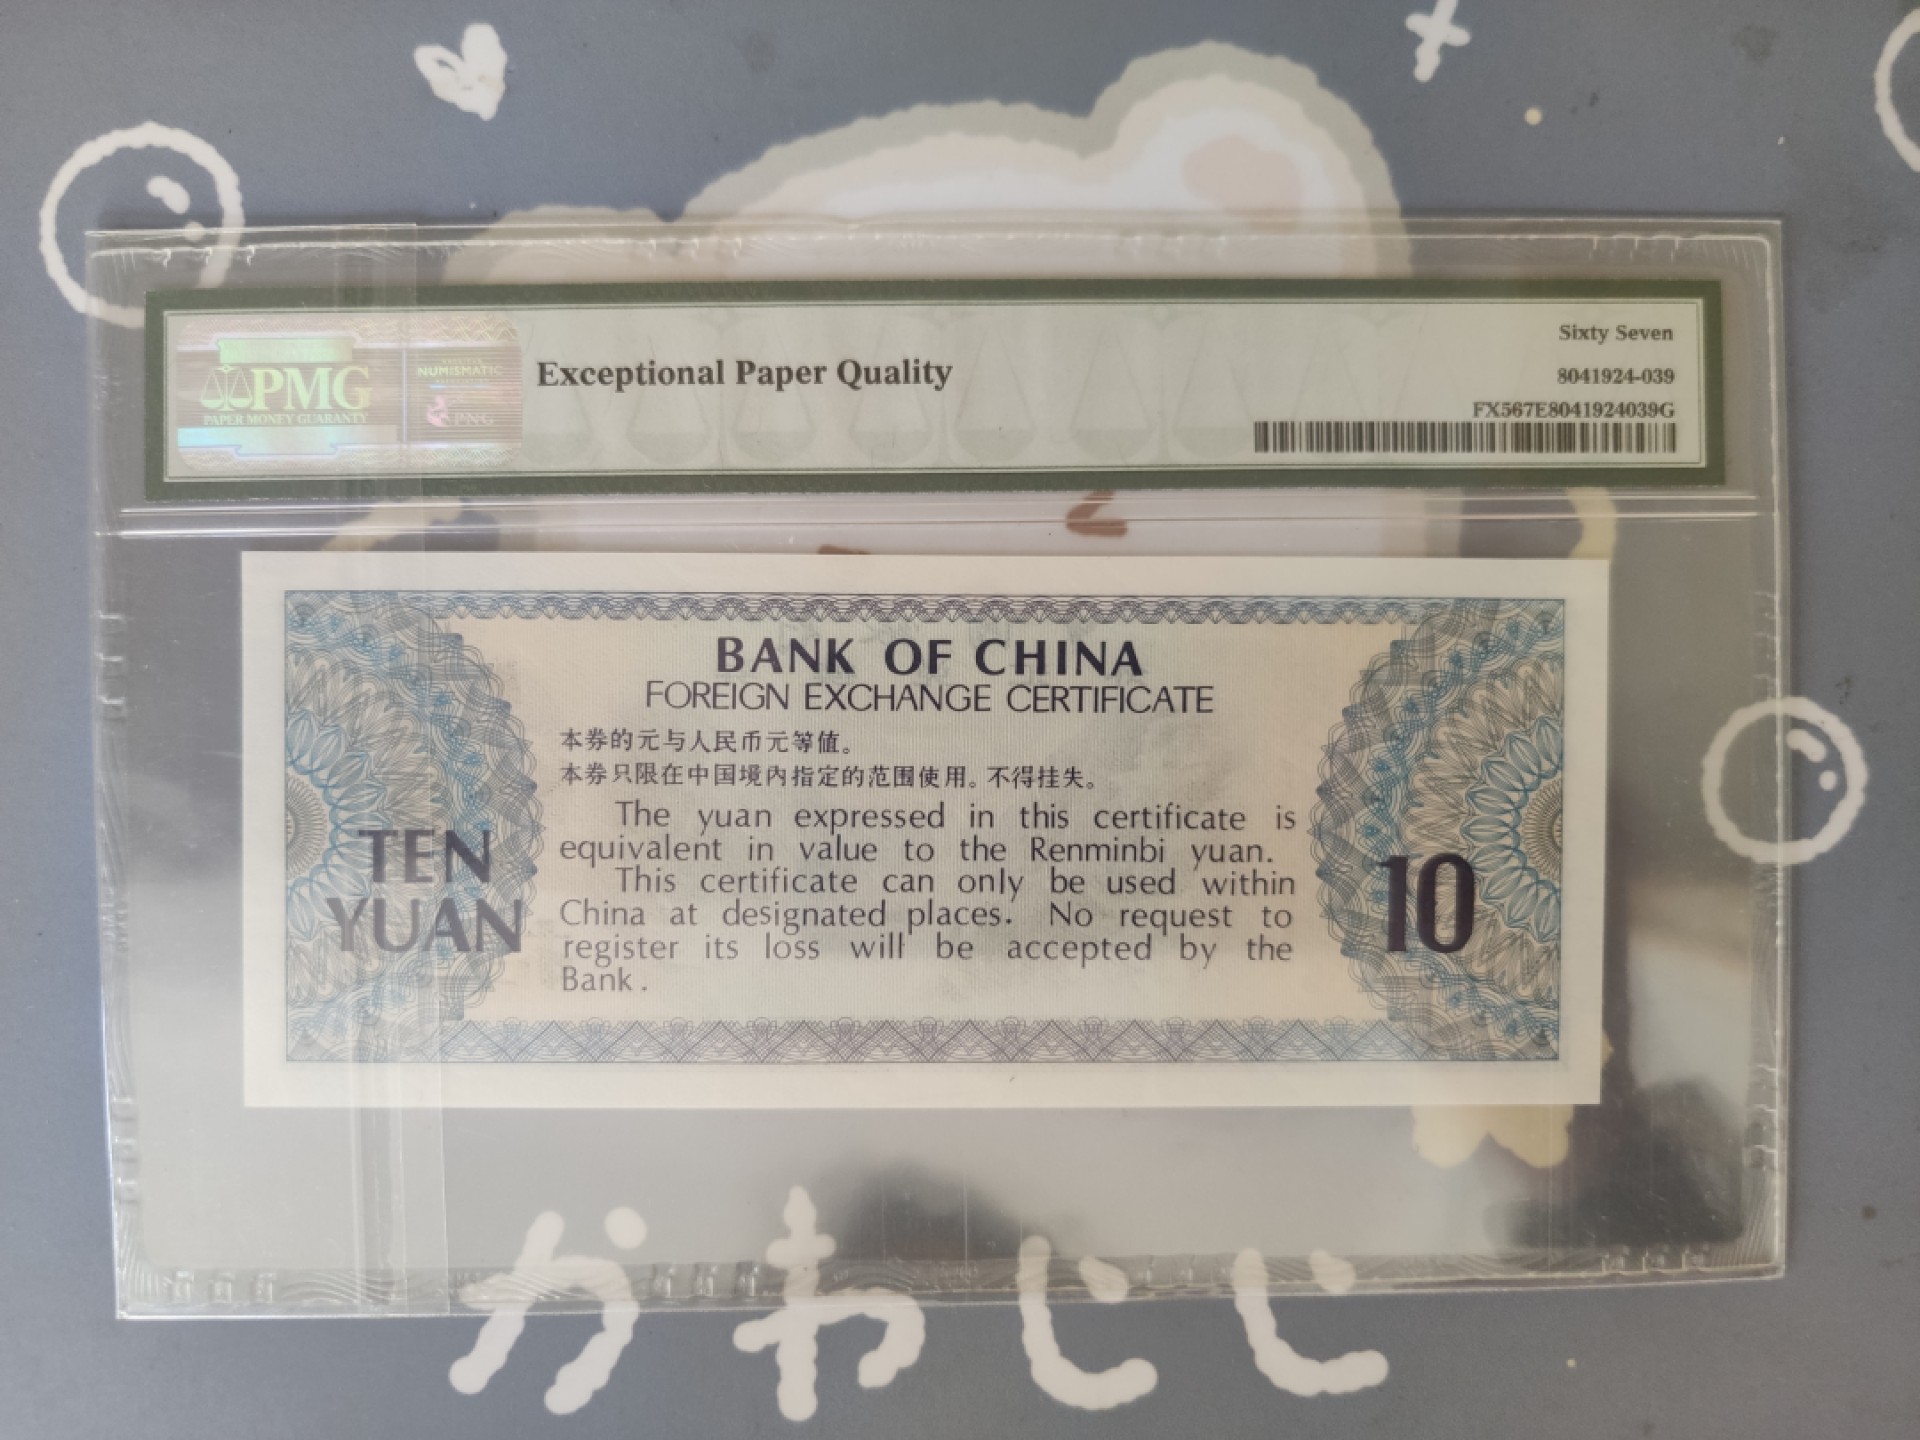 PMG
PAPER MONEY GUARANTY
NUMISMATIC
PNG
Exceptional Paper Quality
Sixty Seven
8041924-039
FX567E8041924039G
BANK OF CHINA
FOREIGN EXCHANGE CERTIFICATE
本券的元与人民币元等値。
本券只限在中国境内指定的范围使用。不得挂失。
The yuan expressed in this certificate is
equivalent in value to the Renminbi yuan.
This certificate can only be used within
China at designated places. No request to
register its loss will be accepted by the
Bank.
TEN
YUAN
10
かわじじ